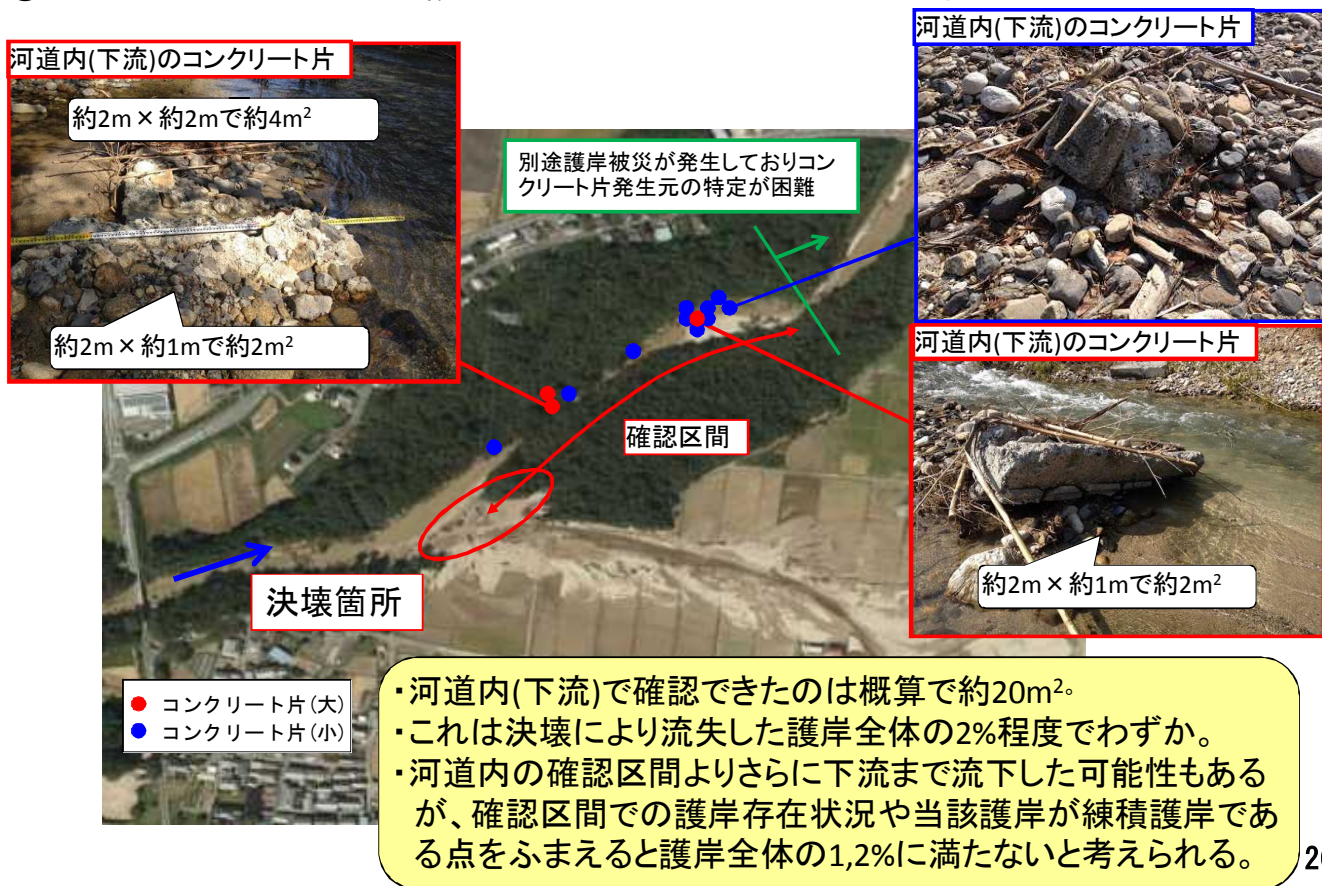 河道内(下流)のコンクリート片
約2m×約2mで約4m²
約2m×約1mで約2m²
別途護岸被災が発生しておりコン
クリート片発生元の特定が困難
河道内(下流)のコンクリート片
河道内(下流)のコンクリート片
約2m×約1mで約2m²
確認区間
決壊箇所
コンクリート片(大)
コンクリート片(小)
・河道内(下流)で確認できたのは概算で約20m²。
・これは決壊により流失した護岸全体の2%程度でわずか。
・河道内の確認区間よりさらに下流まで流下した可能性もある
が、確認区間での護岸存在状況や当該護岸が練積護岸であ
る点をふまえると護岸全体の1,2%に満たないと考えられる。